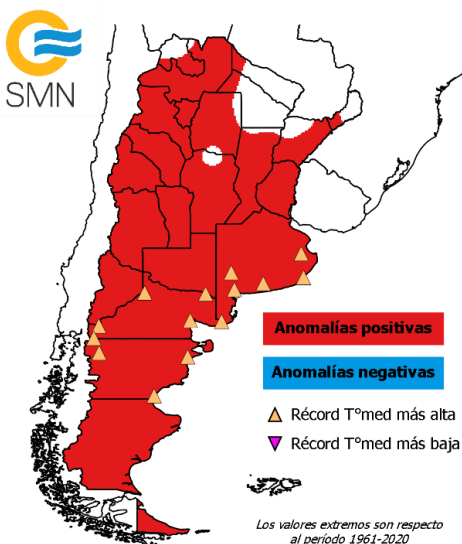 SMN
Anomalías positivas
Anomalías negativas
Récord T°med más alta
Récord T°med más baja
Los valores extremos son respecto
al período 1961-2020